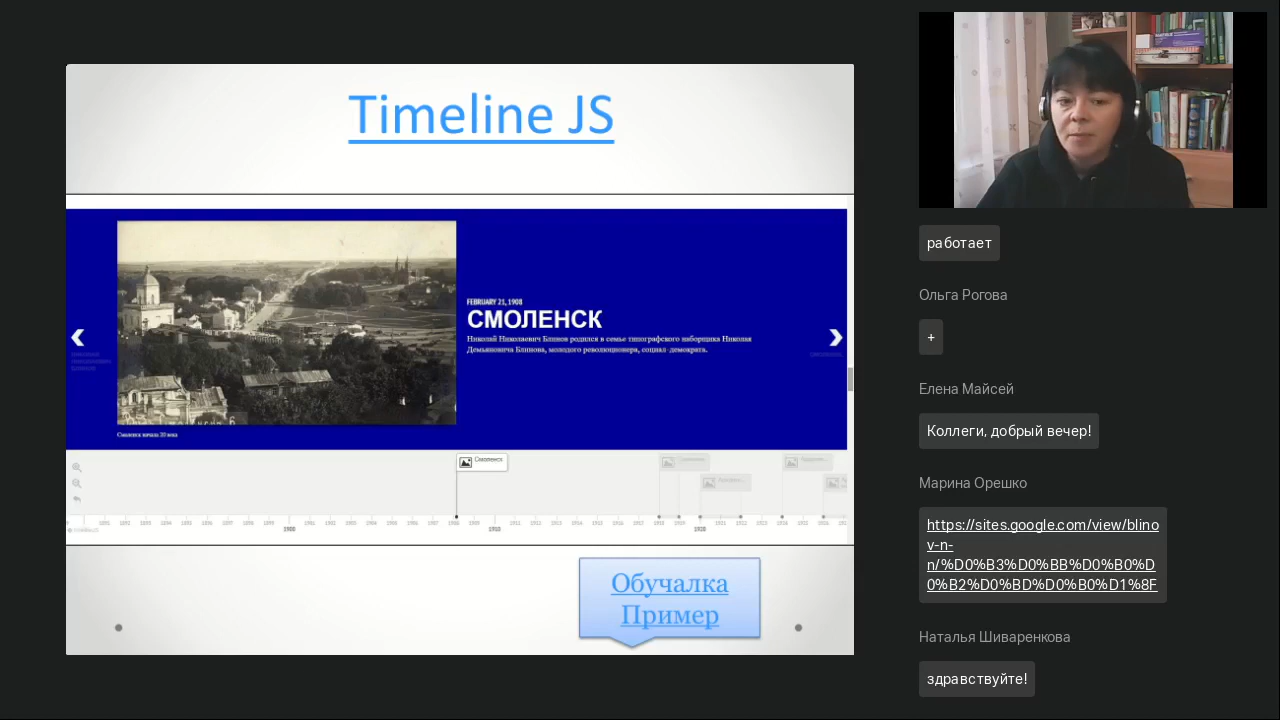 Timeline JS
FEBRUARY 21, 1908
СМОЛЕНСК
Николай Николаевич Блинов родился в семье типографского наборщика Николая
Демьяновича Блинова, молодого революционера, социал-демократа.
Смоленск начала 20 века
Смоленск
1900
1910
1920
Обучалка
Пример
работает
Ольга Рогова
+
Елена Майсей
Коллеги, добрый вечер!
Марина Орешко
https://sites.google.com/view/blino
v-n-
n/%D0%B3%D0%BB%D0%B0%D
0%B2%D0%BD%D0%B0%D1%8F
Наталья Шиваренкова
здравствуйте!